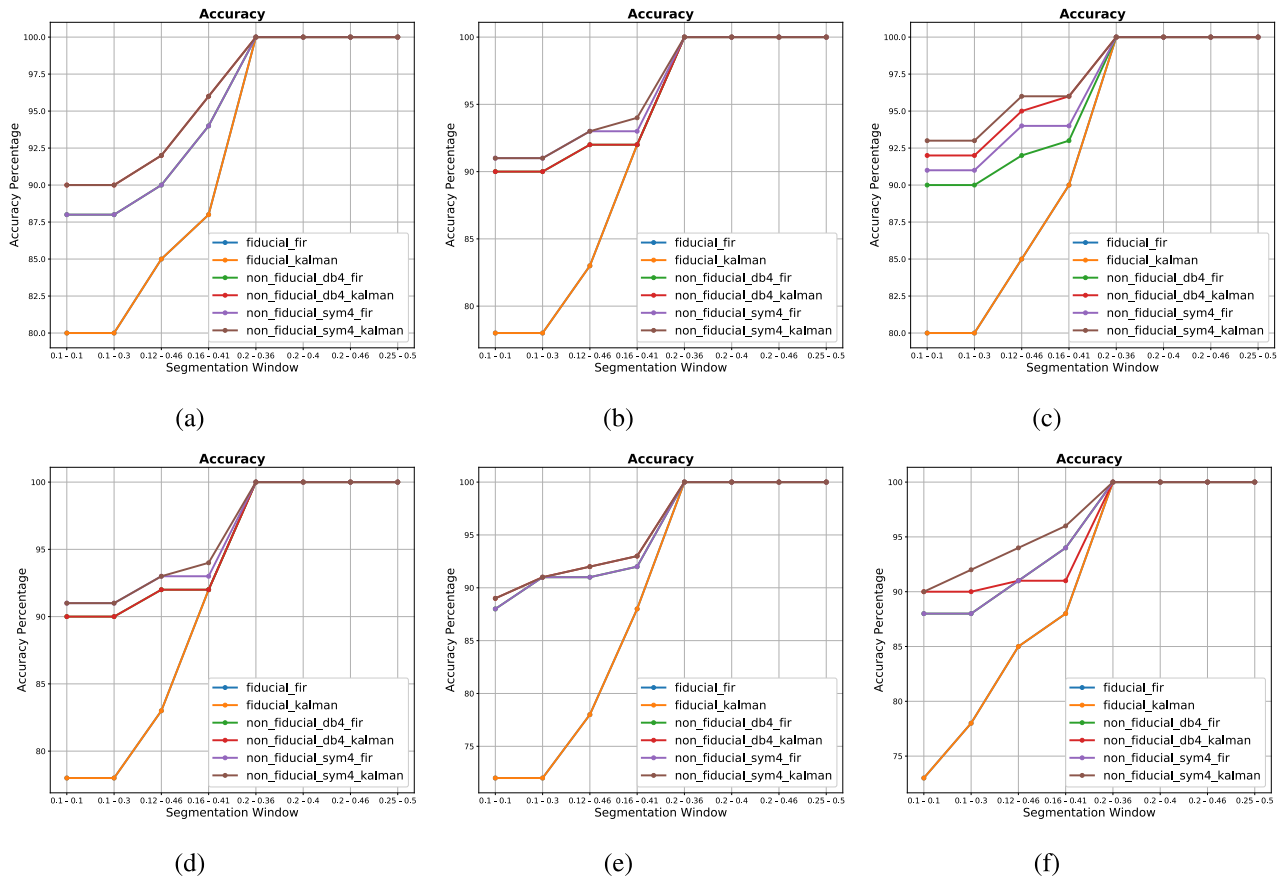 Accuracy
100.0
97.5
95.0
92.5
90.0
87.5
85.0
82.5
80.0
Accuracy Percentage
fiducial_fir
fiducial_kalman
non_fiducial_db4_fir
non_fiducial_db4_kalman
non_fiducial_sym4_fir
non_fiducial_sym4_kalman
0.1 – 0.1 0.1 – 0.3 0.12 – 0.46 0.16 – 0.41 0.2 – 0.36 0.2 – 0.4 0.2 – 0.46 0.25 – 0.5
Segmentation Window
(a)
Accuracy
100
95
90
85
80
Accuracy Percentage
fiducial_fir
fiducial_kalman
non_fiducial_db4_fir
non_fiducial_db4_kalman
non_fiducial_sym4_fir
non_fiducial_sym4_kalman
0.1 – 0.1 0.1 – 0.3 0.12 – 0.46 0.16 – 0.41 0.2 – 0.36 0.2 – 0.4 0.2 – 0.46 0.25 – 0.5
Segmentation Window
(b)
Accuracy
100.0
97.5
95.0
92.5
90.0
87.5
85.0
82.5
80.0
Accuracy Percentage
fiducial_fir
fiducial_kalman
non_fiducial_db4_fir
non_fiducial_db4_kalman
non_fiducial_sym4_fir
non_fiducial_sym4_kalman
0.1 – 0.1 0.1 – 0.3 0.12 – 0.46 0.16 – 0.41 0.2 – 0.36 0.2 – 0.4 0.2 – 0.46 0.25 – 0.5
Segmentation Window
(c)
Accuracy
100
95
90
85
80
Accuracy Percentage
fiducial_fir
fiducial_kalman
non_fiducial_db4_fir
non_fiducial_db4_kalman
non_fiducial_sym4_fir
non_fiducial_sym4_kalman
0.1 – 0.1 0.1 – 0.3 0.12 – 0.46 0.16 – 0.41 0.2 – 0.36 0.2 – 0.4 0.2 – 0.46 0.25 – 0.5
Segmentation Window
(d)
Accuracy
100
95
90
85
80
75
Accuracy Percentage
fiducial_fir
fiducial_kalman
non_fiducial_db4_fir
non_fiducial_db4_kalman
non_fiducial_sym4_fir
non_fiducial_sym4_kalman
0.1 – 0.1 0.1 – 0.3 0.12 – 0.46 0.16 – 0.41 0.2 – 0.36 0.2 – 0.4 0.2 – 0.46 0.25 – 0.5
Segmentation Window
(e)
Accuracy
100
95
90
85
80
75
Accuracy Percentage
fiducial_fir
fiducial_kalman
non_fiducial_db4_fir
non_fiducial_db4_kalman
non_fiducial_sym4_fir
non_fiducial_sym4_kalman
0.1 – 0.1 0.1 – 0.3 0.12 – 0.46 0.16 – 0.41 0.2 – 0.36 0.2 – 0.4 0.2 – 0.46 0.25 – 0.5
Segmentation Window
(f)